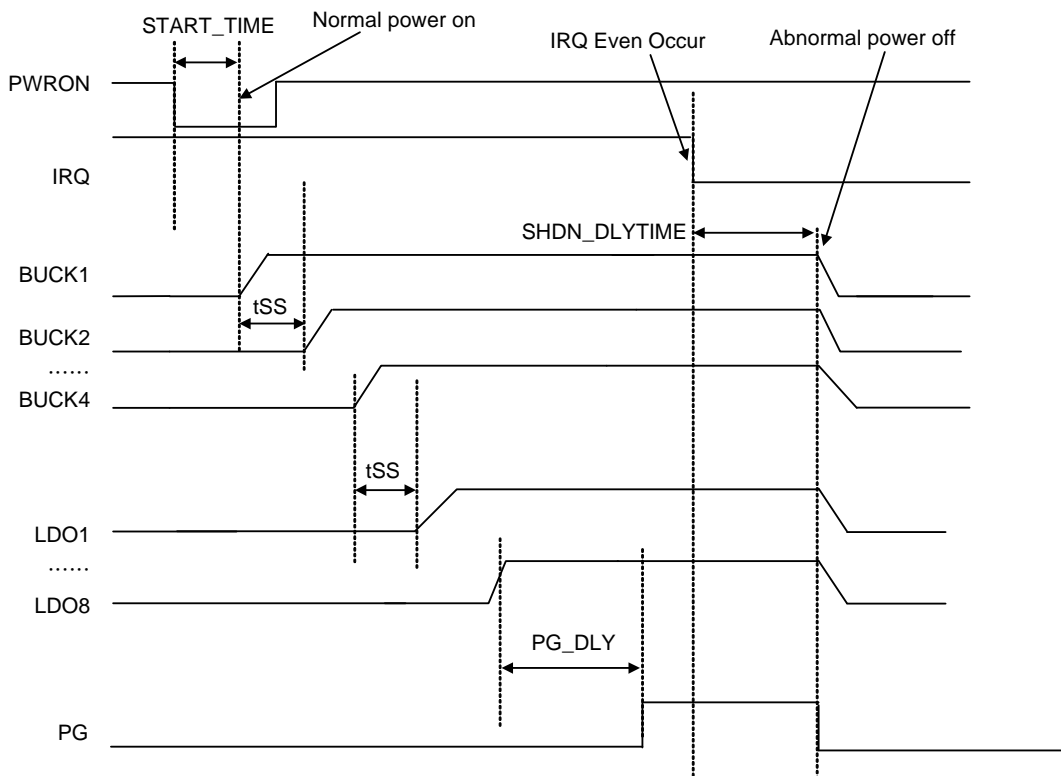 START_TIME
Normal power on
IRQ Even Occur
Abnormal power off
PWRON
IRQ
SHDN_DLYTIME
BUCK1
tSS
BUCK2
......
BUCK4
tSS
LDO1
......
LDO8
PG_DLY
PG